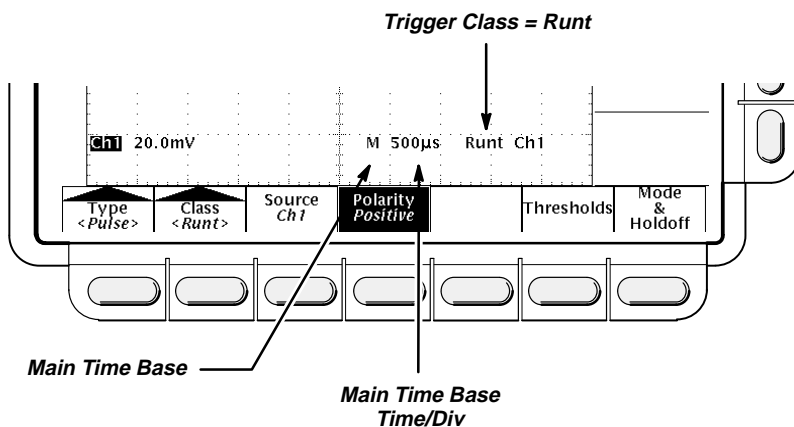 Trigger Class = Runt
Ch1 20.0mV M 500µs Runt Ch1
Type
<Pulse>
Class
<Runt>
Source
Ch1
Polarity
Positive
Thresholds
Mode
&
Holdoff
Main Time Base
Main Time Base
Time/Div